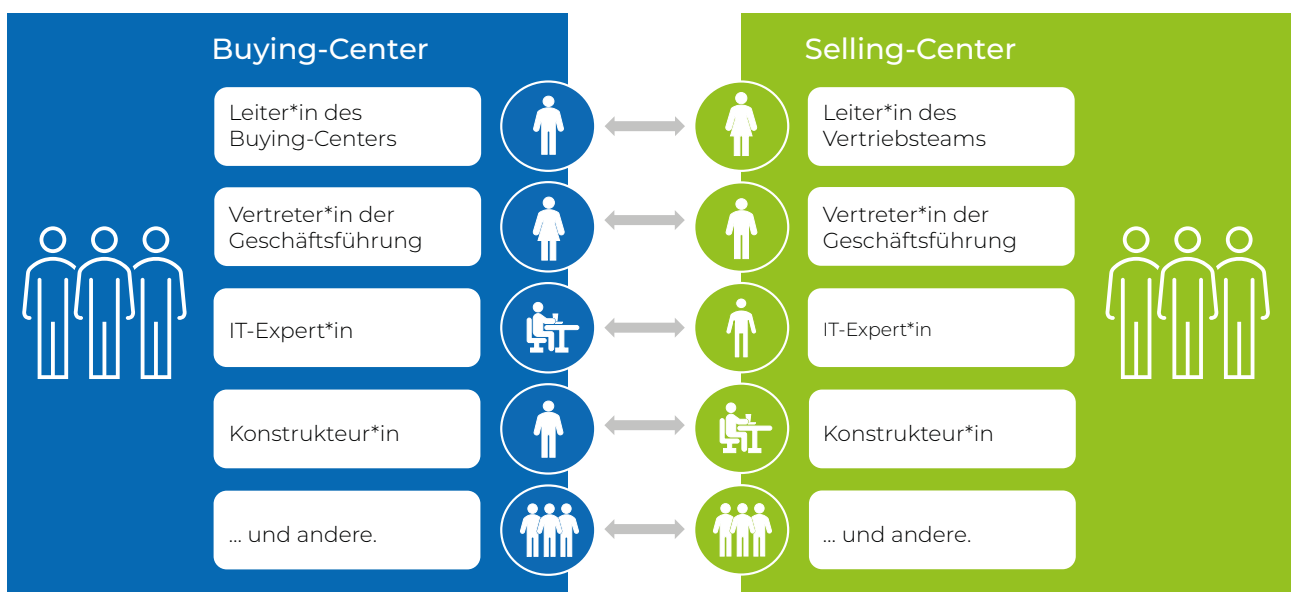 Buying-Center
Leiter*in des
Buying-Centers
Vertreter*in der
Geschäftsführung
IT-Expert*in
Konstrukteur*in
... und andere.
Selling-Center
Leiter*in des
Vertriebsteams
Vertreter*in der
Geschäftsführung
IT-Expert*in
Konstrukteur*in
... und andere.